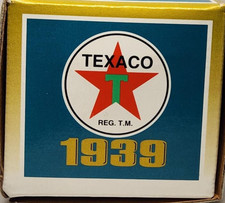 TEXACO
T
REG. T.M.
1939